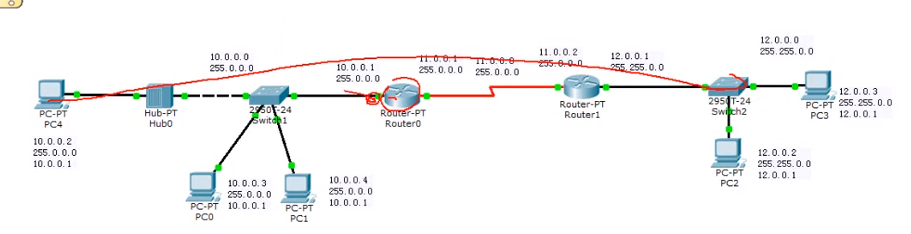 10.0.0.0
255.0.0.0
10.0.0.1
255.0.0.0
11.0.0.1
255.0.0.0
11.0.0.0
255.0.0.0
11.0.0.2
255.0.0.0
12.0.0.1
255.255.0.0
12.0.0.0
255.255.0.0
PC-PT
PC4
10.0.0.2
255.0.0.0
10.0.0.1
Hub-PT
Hub0
2950T-24
Switch1
Router-PT
Router0
Router-PT
Router1
2950T-24
Switch2
PC-PT
PC3
12.0.0.3
255.255.0.0
12.0.0.1
PC-PT
PC0
10.0.0.3
255.0.0.0
10.0.0.1
PC-PT
PC1
10.0.0.4
255.0.0.0
10.0.0.1
PC-PT
PC2
12.0.0.2
255.255.0.0
12.0.0.1